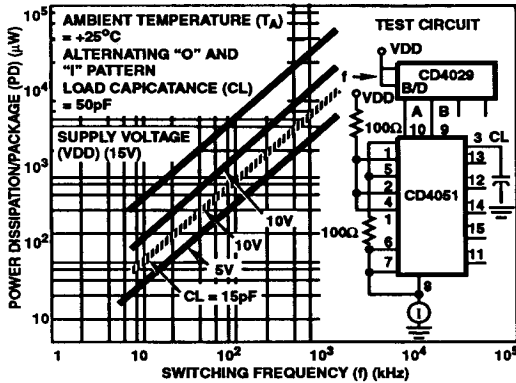 10⁵
10⁴
10³
10²
10
POWER DISSIPATION/PACKAGE (PD) (µW)
AMBIENT TEMPERATURE (TA)
= +25°C
ALTERNATING “O” AND
“I” PATTERN
LOAD CAPICATANCE (CL)
= 50pF
SUPPLY VOLTAGE
(VDD) (15V)
10V
10V
5V
CL = 15pF
1 10 10² 10³ 10⁴ 10⁵
SWITCHING FREQUENCY (f) (kHz)
TEST CIRCUIT
VDD
f
CD4029
B/D
VDD
A B
10 9
100Ω
3 CL
1
13
5
CD4051
12
2
4
14
100Ω
1
15
6
11
7
8
I